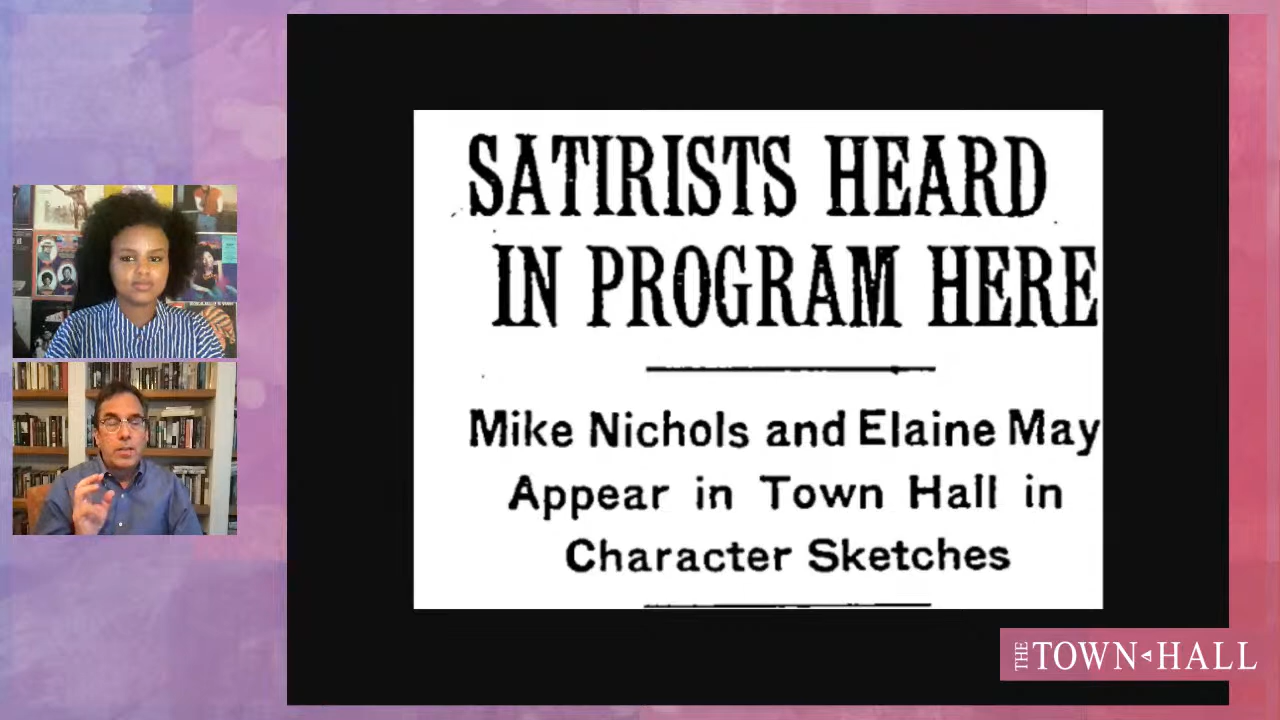 SATIRISTS HEARD
IN PROGRAM HERE
Mike Nichols and Elaine May
Appear in Town Hall in
Character Sketches
THE TOWN HALL